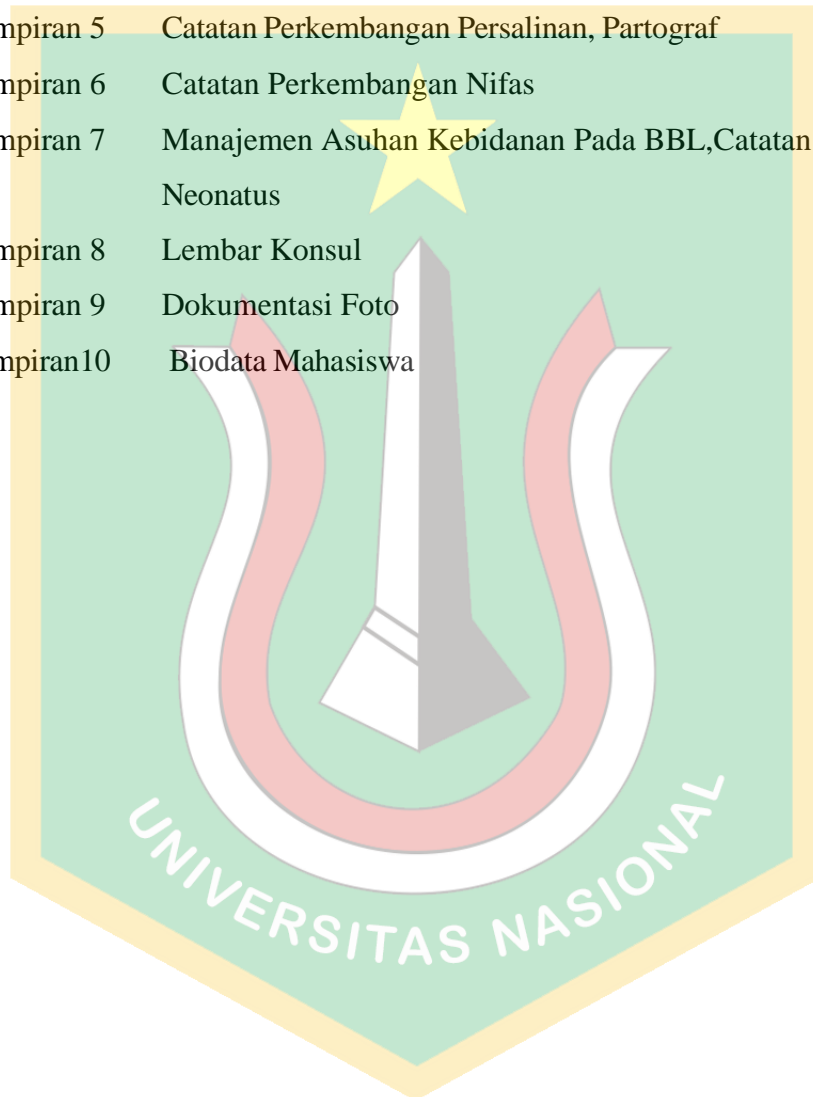 mpiran 5 Catatan Perkembangan Persalinan, Partograf
mpiran 6 Catatan Perkembangan Nifas
mpiran 7 Manajemen Asuhan Kebidanan Pada BBL,Catatan
Neonatus
mpiran 8 Lembar Konsul
mpiran 9 Dokumentasi Foto
mpiran10 Biodata Mahasiswa
UNIVERSITAS NASIONAL